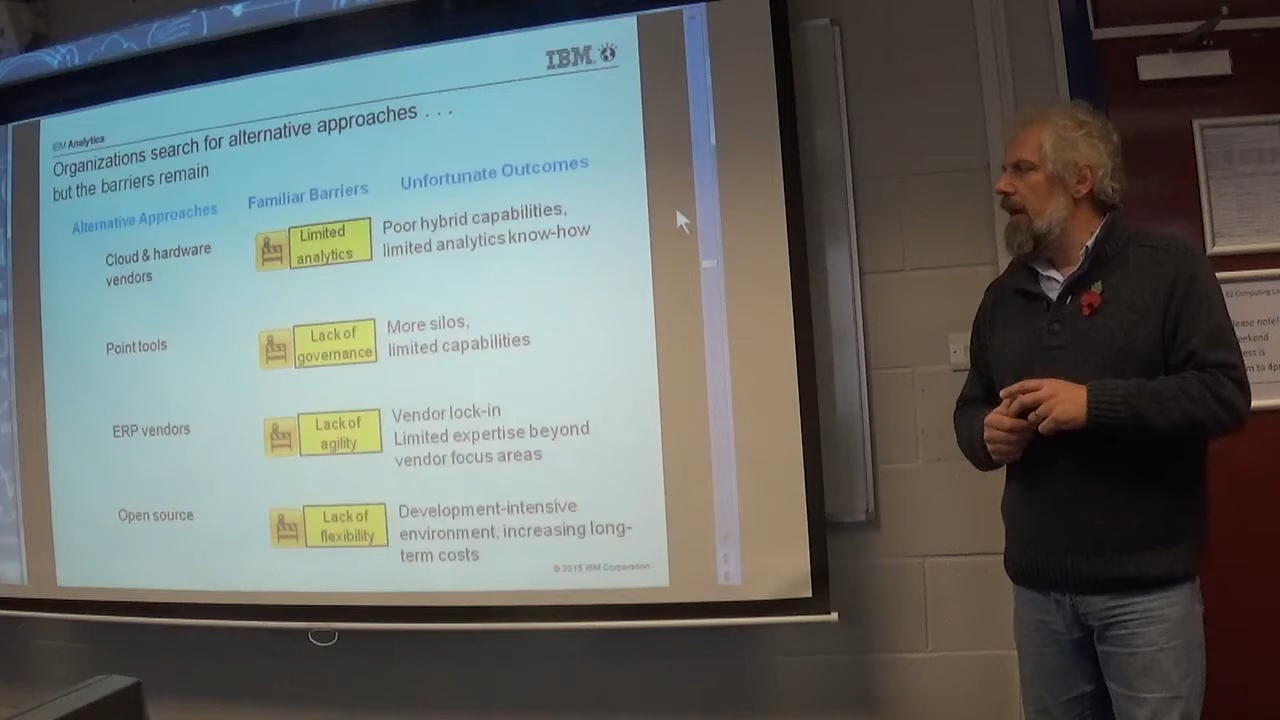 IBM
IBM Analytics
Organizations search for alternative approaches . . .
but the barriers remain
Alternative Approaches
Familiar Barriers
Unfortunate Outcomes
Cloud & hardware
vendors
Limited
analytics
Poor hybrid capabilities,
limited analytics know-how
Point tools
Lack of
governance
More silos,
limited capabilities
ERP vendors
Lack of
agility
Vendor lock-in
Limited expertise beyond
vendor focus areas
Open source
Lack of
flexibility
Development-intensive
environment, increasing long-
term costs
© 2015 IBM Corporation
Computing
note!